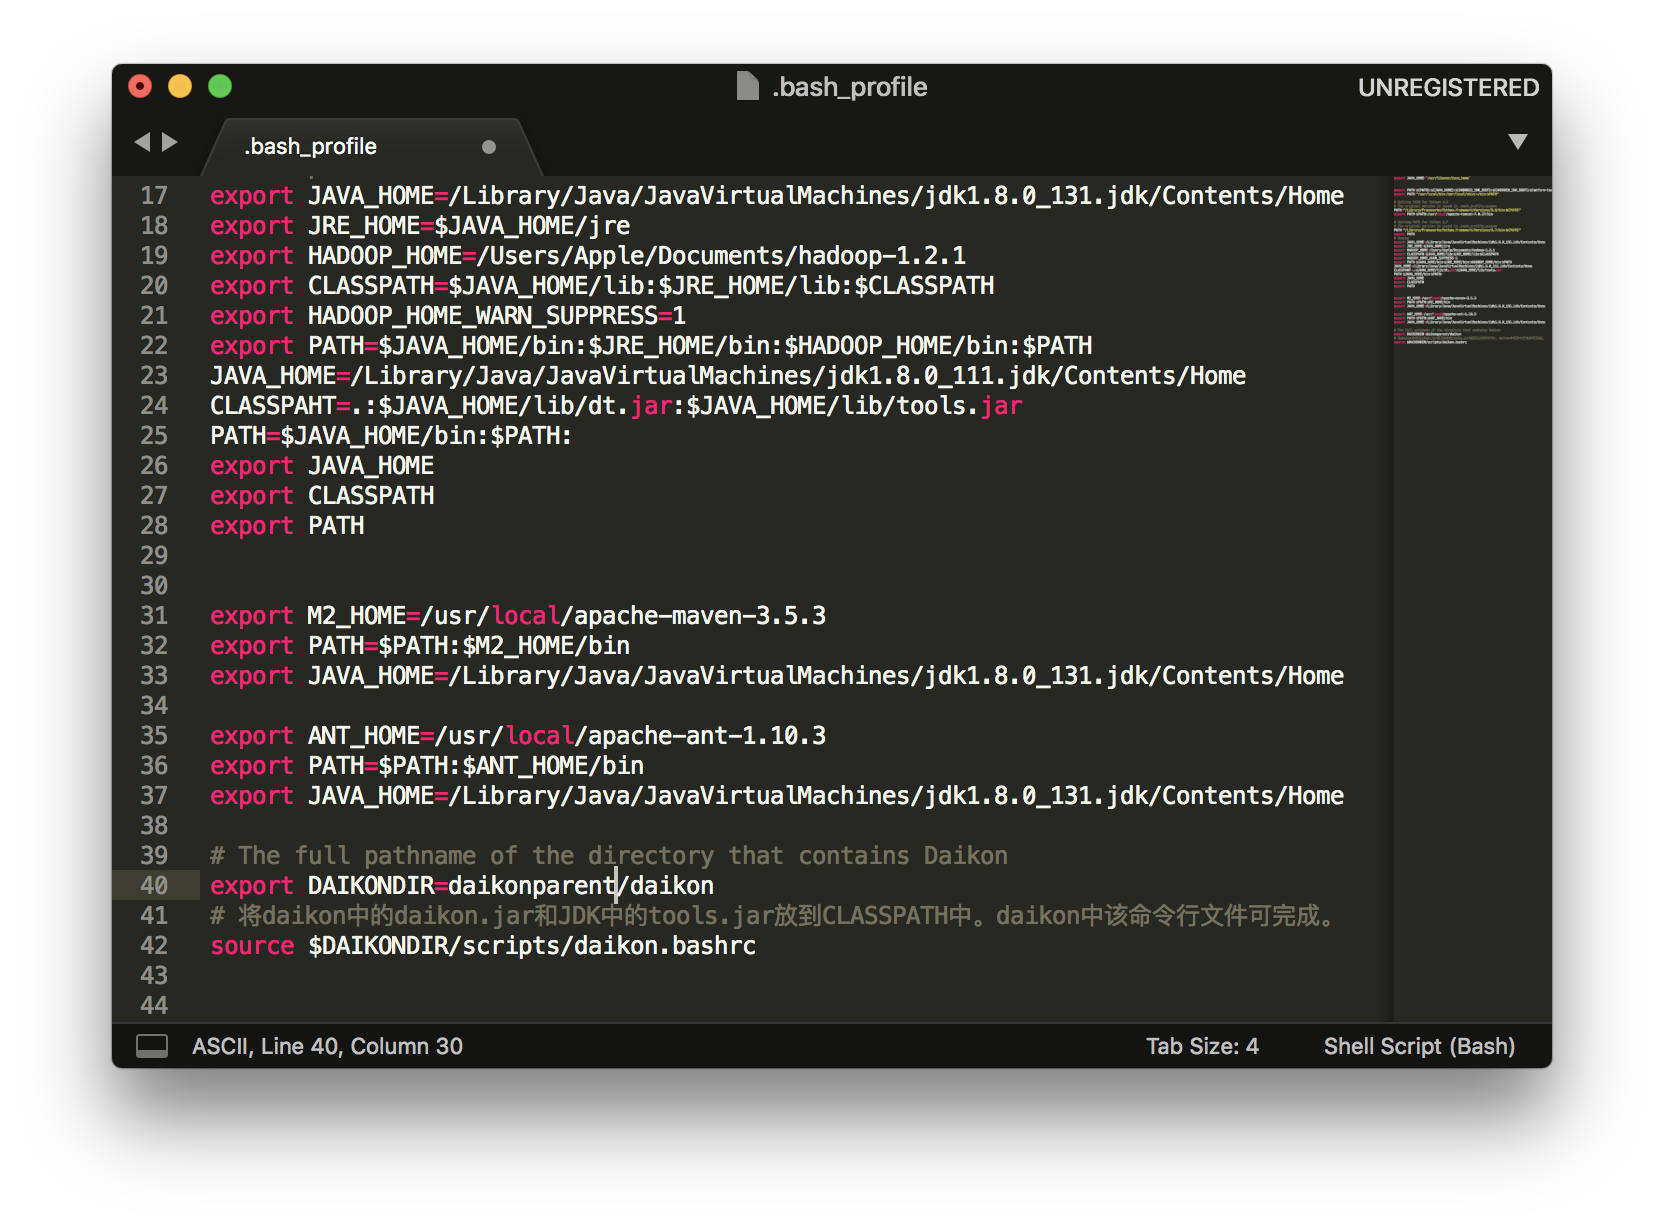 .bash_profile
UNREGISTERED
.bash_profile
17 export JAVA_HOME=/Library/Java/JavaVirtualMachines/jdk1.8.0_131.jdk/Contents/Home
18 export JRE_HOME=$JAVA_HOME/jre
19 export HADOOP_HOME=/Users/Apple/Documents/hadoop-1.2.1
20 export CLASSPATH=$JAVA_HOME/lib:$JRE_HOME/lib:$CLASSPATH
21 export HADOOP_HOME_WARN_SUPPRESS=1
22 export PATH=$JAVA_HOME/bin:$JRE_HOME/bin:$HADOOP_HOME/bin:$PATH
23 JAVA_HOME=/Library/Java/JavaVirtualMachines/jdk1.8.0_111.jdk/Contents/Home
24 CLASSPAHT=.:$JAVA_HOME/lib/dt.jar:$JAVA_HOME/lib/tools.jar
25 PATH=$JAVA_HOME/bin:$PATH:
26 export JAVA_HOME
27 export CLASSPATH
28 export PATH
29
30
31 export M2_HOME=/usr/local/apache-maven-3.5.3
32 export PATH=$PATH:$M2_HOME/bin
33 export JAVA_HOME=/Library/Java/JavaVirtualMachines/jdk1.8.0_131.jdk/Contents/Home
34
35 export ANT_HOME=/usr/local/apache-ant-1.10.3
36 export PATH=$PATH:$ANT_HOME/bin
37 export JAVA_HOME=/Library/Java/JavaVirtualMachines/jdk1.8.0_131.jdk/Contents/Home
38
39 # The full pathname of the directory that contains Daikon
40 export DAIKONDIR=daikonparent/daikon
41 # 将daikon中的daikon.jar和JDK中的tools.jar放到CLASSPATH中。daikon中该命令行文件可完成。
42 source $DAIKONDIR/scripts/daikon.bashrc
43
44
ASCII, Line 40, Column 30
Tab Size: 4
Shell Script (Bash)